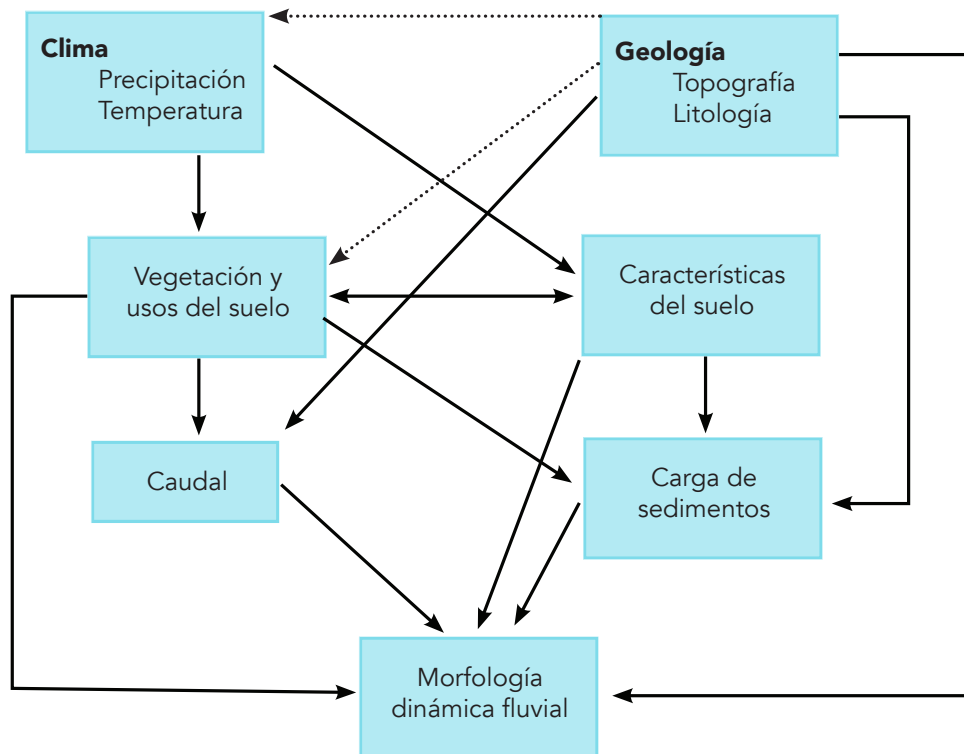 Clima
Precipitación
Temperatura
Geología
Topografía
Litología
Vegetación y
usos del suelo
Características
del suelo
Caudal
Carga de
sedimentos
Morfología
dinámica fluvial